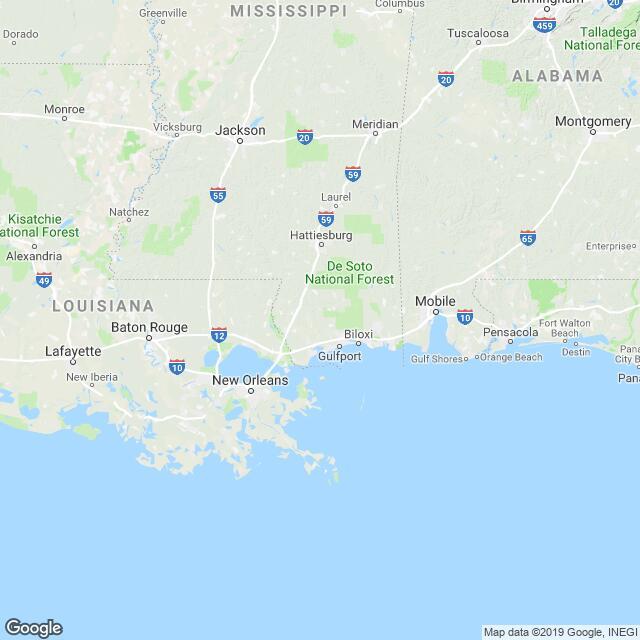 Greenville
MISSISSIPPI
Columbus
Birmingham
20
Dorado
Tuscaloosa
459
Talladega
National Fore
20
ALABAMA
Monroe
Vicksburg
Jackson
20
Meridian
Montgomery
59
55
Laurel
Natchez
59
Kisatchie
National Forest
Hattiesburg
65
Enterprise
Alexandria
49
De Soto
National Forest
LOUISIANA
Mobile
10
Baton Rouge
12
Biloxi
Pensacola
Fort Walton
Beach
Lafayette
10
Gulfport
Gulf Shores
Orange Beach
Destin
Pana
City B
New Iberia
New Orleans
Pana
Google
Map data ©2019 Google, INEGI